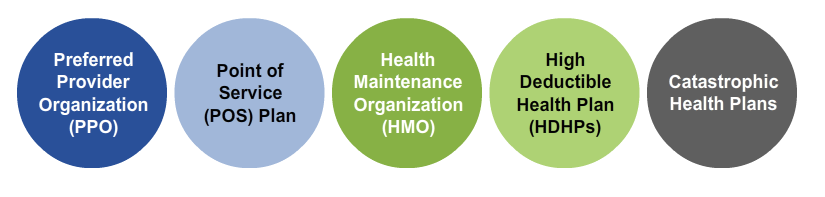 Preferred
Provider
Organization
(PPO)
Point of
Service
(POS) Plan
Health
Maintenance
Organization
(HMO)
High
Deductible
Health Plan
(HDHPs)
Catastrophic
Health Plans